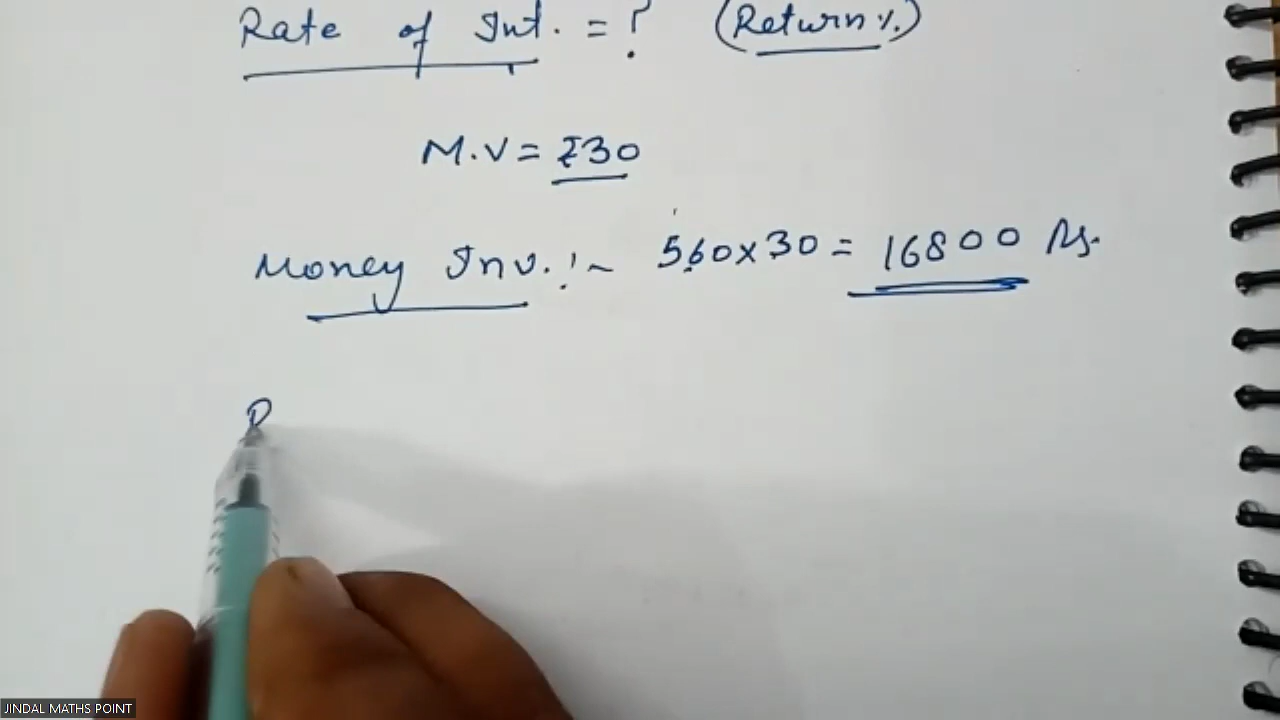 Rate of Int. = ? (Return %.)
M.V = ₹30
Money Inv. :- 560 x 30 = 16800 Rs.
R
JINDAL MATHS POINT